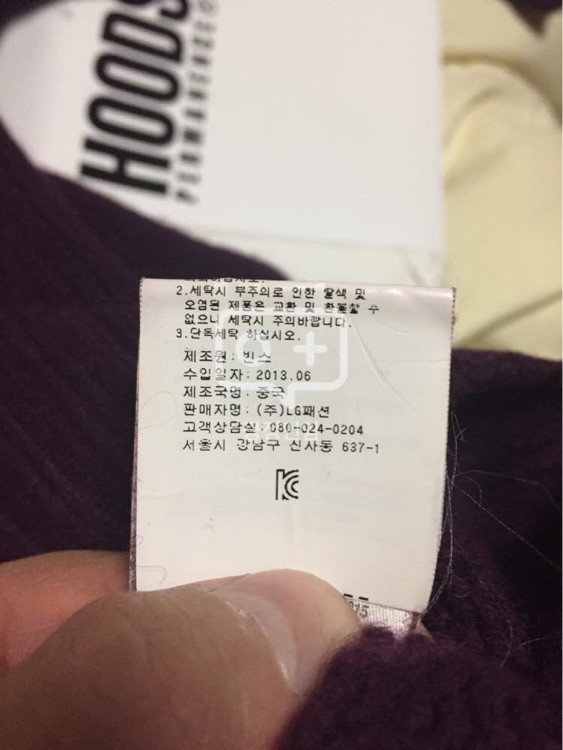 HOODS
2.세탁시 부주의로 인한 탈색 및
오염된 제품은 교환 및 환불할 수
없으니 세탁시 주의바랍니다.
3.단독세탁 하십시오.
제조원 : 빈스
수입일자 : 2013.06
제조국명 : 중국
판매자명 : (주)LG패션
고객상담실 : 080-024-0204
서울시 강남구 신사동 637-1